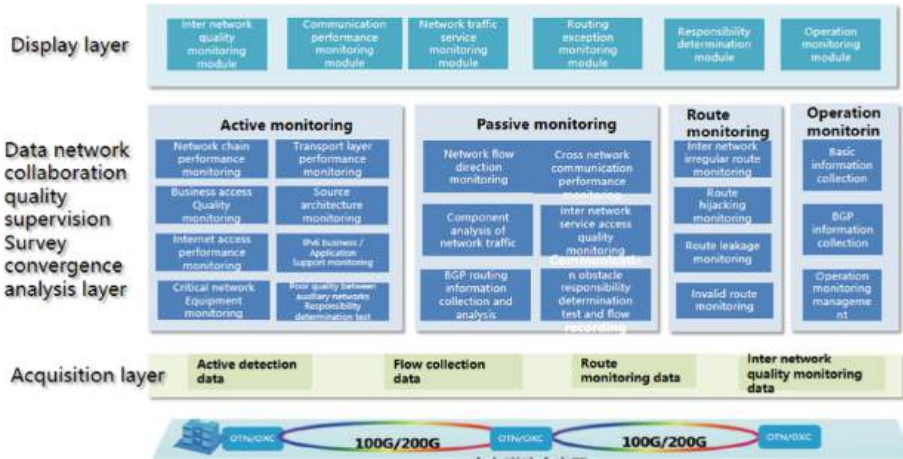 Display layer
Inter network
quality
monitoring
module
Communication
performance
monitoring
module
Network traffic
service
monitoring
module
Routing
exception
monitoring
module
Responsibility
determination
module
Operation
monitoring
module
Data network
collaboration
quality
supervision
Survey
convergence
analysis layer
Active monitoring
Network chain
performance
monitoring
Transport layer
performance
monitoring
Business access
Quality
monitoring
Source
architecture
monitoring
Internet access
performance
monitoring
IPv6 business /
Application
Support monitoring
Critical network
Equipment
monitoring
Poor quality between
auxiliary networks
Responsibility
determination test
Passive monitoring
Network flow
direction
monitoring
Cross network
communication
performance
monitoring
Component
analysis of
network traffic
Inter network
service access
quality
monitoring
BGP routing
information
collection and
analysis
Communicatio
n obstacle
responsibility
determination
test and flow
recording
Route
monitoring
Inter network
irregular route
monitoring
Route
hijacking
monitoring
Route leakage
monitoring
Invalid route
monitoring
Operation
monitorin
Basic
information
collection
BGP
information
collection
Operation
monitoring
manageme
nt
Acquisition layer
Active detection
data
Flow collection
data
Route
monitoring data
Inter network
quality monitoring
data
OTN/OXC
100G/200G
OTN/OXC
100G/200G
OTN/OXC